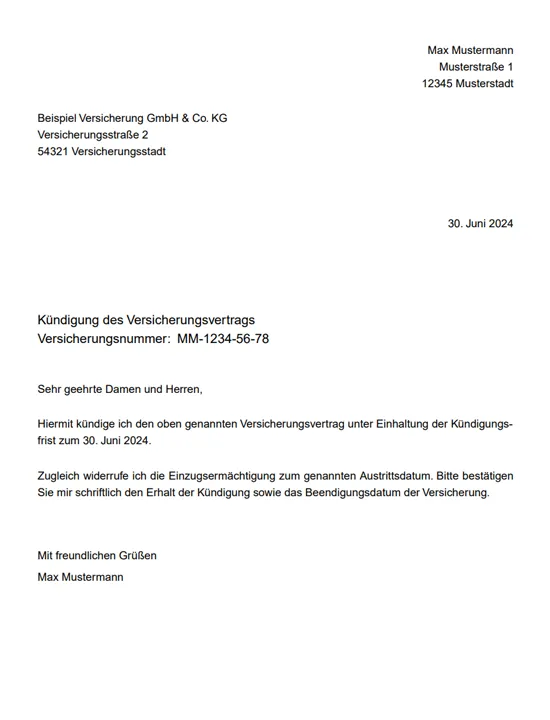 Max Mustermann
Musterstraße 1
12345 Musterstadt
Beispiel Versicherung GmbH & Co. KG
Versicherungsstraße 2
54321 Versicherungsstadt
30. Juni 2024
Kündigung des Versicherungsvertrags
Versicherungsnummer: MM-1234-56-78
Sehr geehrte Damen und Herren,
Hiermit kündige ich den oben genannten Versicherungsvertrag unter Einhaltung der Kündigungs-
frist zum 30. Juni 2024.
Zugleich widerrufe ich die Einzugsermächtigung zum genannten Austrittsdatum. Bitte bestätigen
Sie mir schriftlich den Erhalt der Kündigung sowie das Beendigungsdatum der Versicherung.
Mit freundlichen Grüßen
Max Mustermann